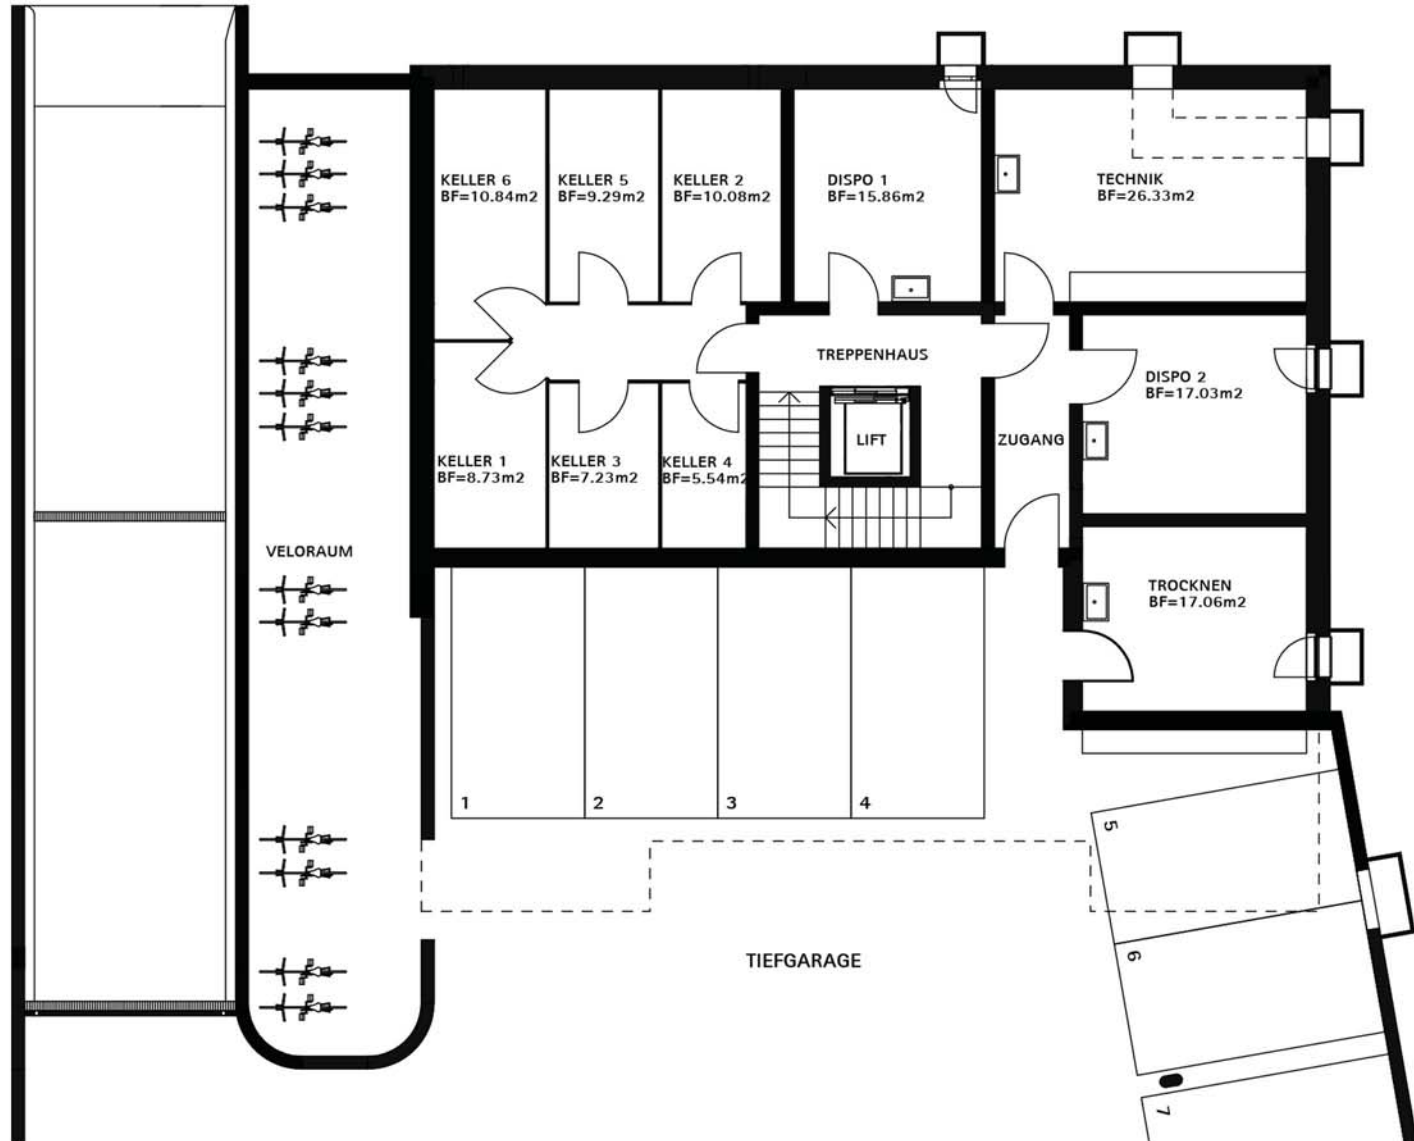 KELLER 6
BF=10.84m2
KELLER 5
BF=9.29m2
KELLER 2
BF=10.08m2
DISPO 1
BF=15.86m2
TECHNIK
BF=26.33m2
TREPPENHAUS
DISPO 2
BF=17.03m2
LIFT
ZUGANG
KELLER 1
BF=8.73m2
KELLER 3
BF=7.23m2
KELLER 4
BF=5.54m2
VELORAUM
TROCKNEN
BF=17.06m2
1
2
3
4
5
6
TIEFGARAGE
7